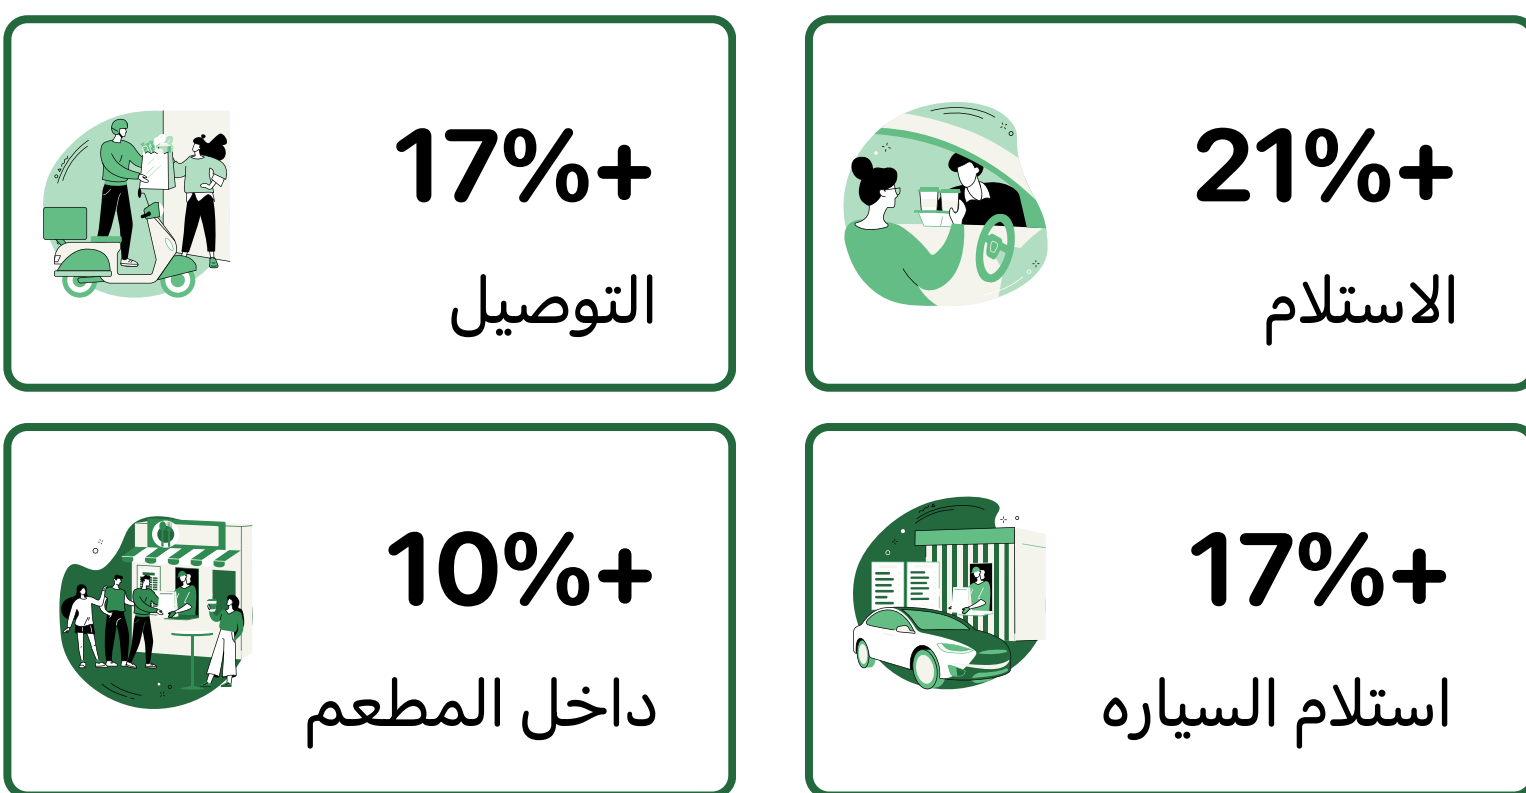 21%+
الاستلام
17%+
التوصيل
17%+
استلام السياره
10%+
داخل المطعم